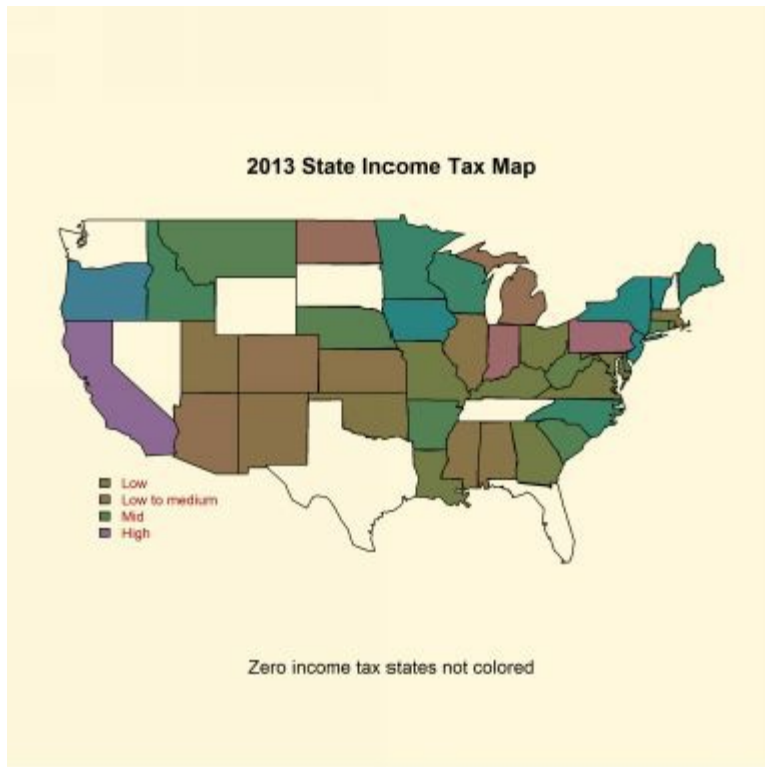 2013 State Income Tax Map
Low
Low to medium
Mid
High
Zero income tax states not colored